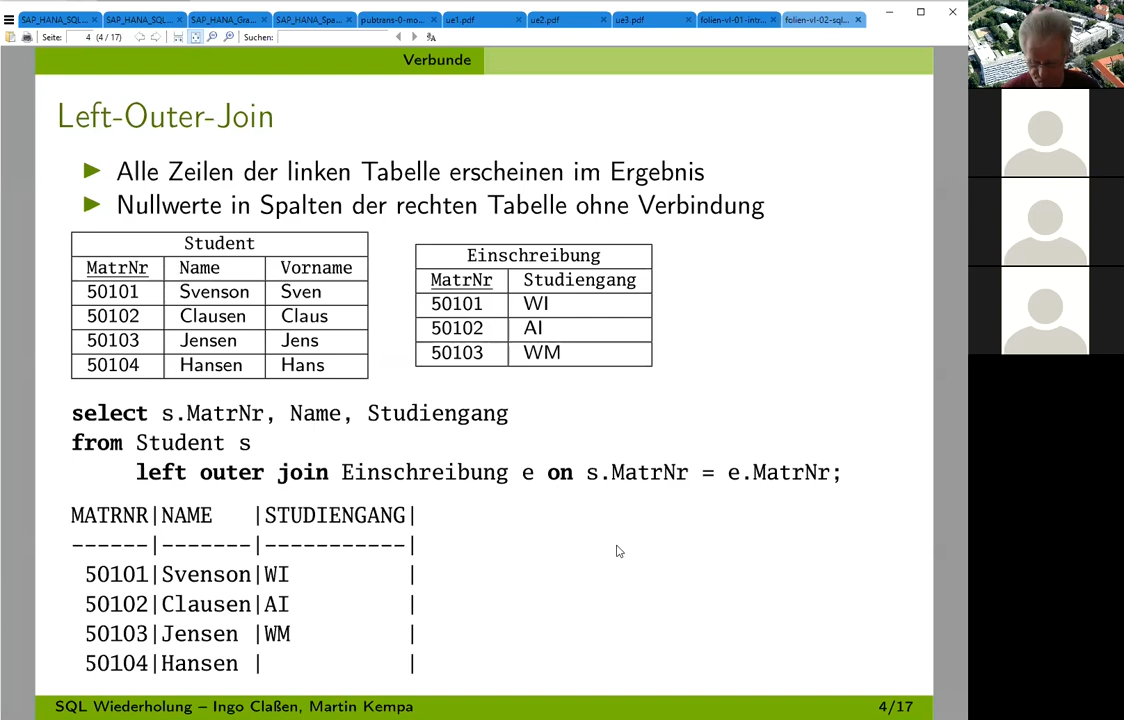 SAP_HANA_SQL... SAP_HANA_SQL... SAP_HANA_Gra... SAP_HANA_Spa... pubtrans-0-mo... ue1.pdf ue2.pdf ue3.pdf folien-vl-01-intr... folien-vl-02-sql...
Seite: 4 (4 / 17) Suchen:
Verbunde
Left-Outer-Join
Alle Zeilen der linken Tabelle erscheinen im Ergebnis
Nullwerte in Spalten der rechten Tabelle ohne Verbindung
Student
MatrNr Name Vorname
50101 Svenson Sven
50102 Clausen Claus
50103 Jensen Jens
50104 Hansen Hans
Einschreibung
MatrNr Studiengang
50101 WI
50102 AI
50103 WM
select s.MatrNr, Name, Studiengang
from Student s
left outer join Einschreibung e on s.MatrNr = e.MatrNr;
MATRNR|NAME   |STUDIENGANG|
------|-------|-----------|
50101|Svenson|WI         |
50102|Clausen|AI         |
50103|Jensen |WM         |
50104|Hansen |           |
SQL Wiederholung – Ingo Claßen, Martin Kempa 4/17